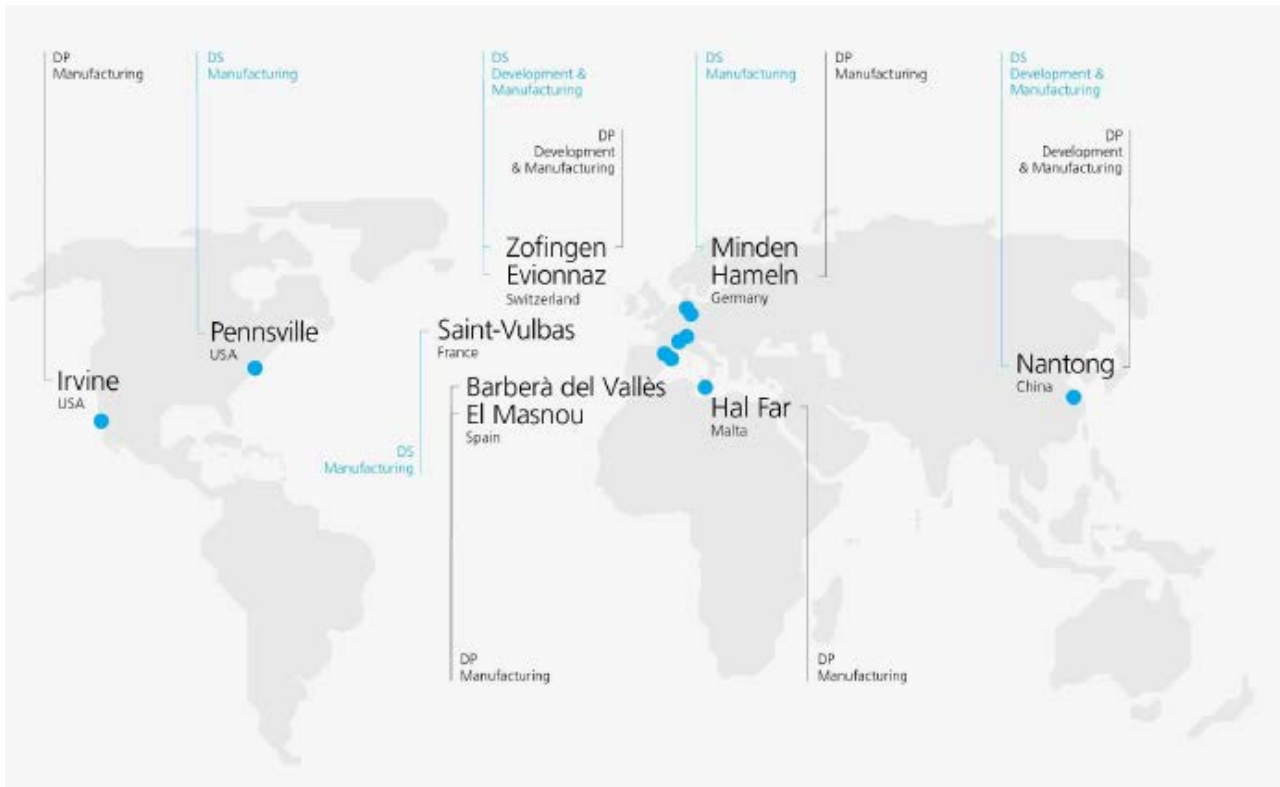 DP
Manufacturing
DS
Manufacturing
DS
Development &
Manufacturing
DS
Manufacturing
DP
Manufacturing
DS
Development &
Manufacturing
DP
Development
& Manufacturing
DP
Development
& Manufacturing
Zofingen
Evionnaz
Switzerland
Minden
Hameln
Germany
Pennsville
USA
Saint-Vulbas
France
Irvine
USA
Barberà del Vallès
El Masnou
Spain
Hal Far
Malta
Nantong
China
DS
Manufacturing
DP
Manufacturing
DP
Manufacturing